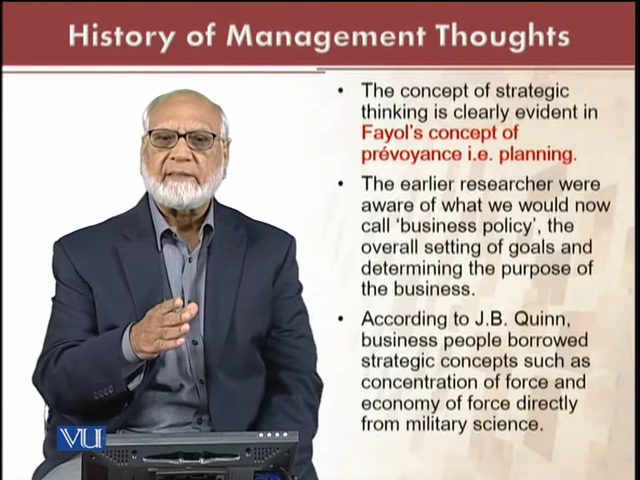 History of Management Thoughts
• The concept of strategic
thinking is clearly evident in
Fayol's concept of
prévoyance i.e. planning.
• The earlier researcher were
aware of what we would now
call 'business policy', the
overall setting of goals and
determining the purpose of
the business.
• According to J.B. Quinn,
business people borrowed
strategic concepts such as
concentration of force and
economy of force directly
from military science.
VU